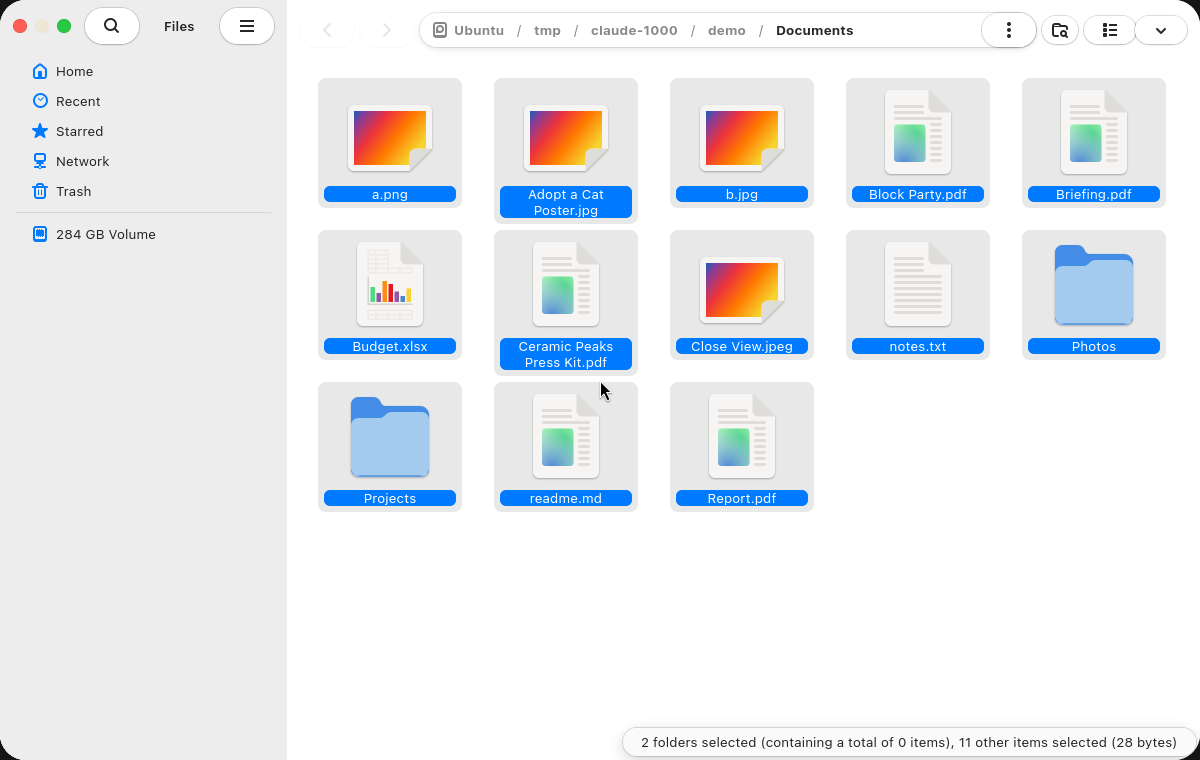 Files
Ubuntu / tmp / claude-1000 / demo / Documents
Home
Recent
Starred
Network
Trash
284 GB Volume
a.png
Adopt a Cat
Poster.jpg
b.jpg
Block Party.pdf
Briefing.pdf
Budget.xlsx
Ceramic Peaks
Press Kit.pdf
Close View.jpeg
notes.txt
Photos
Projects
readme.md
Report.pdf
2 folders selected (containing a total of 0 items), 11 other items selected (28 bytes)